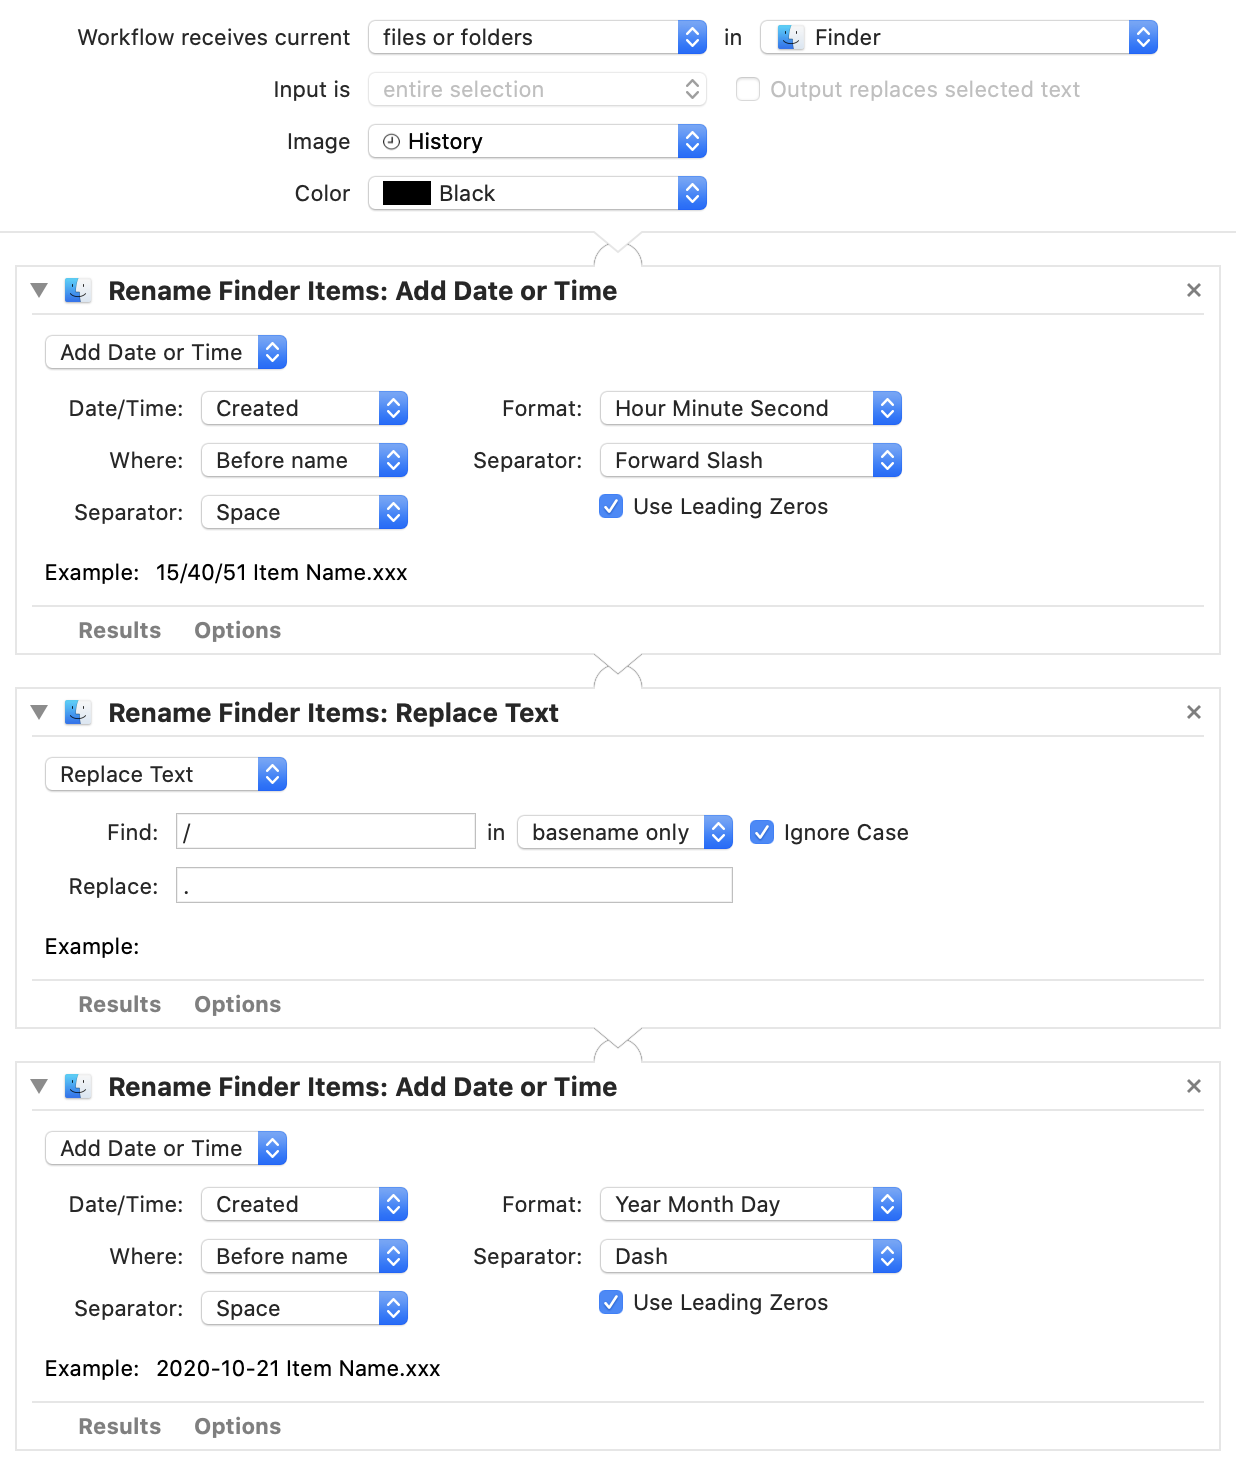 Workflow receives current files or folders in Finder
Input is entire selection Output replaces selected text
Image History
Color Black
Rename Finder Items: Add Date or Time
Add Date or Time
Date/Time: Created Format: Hour Minute Second
Where: Before name Separator: Forward Slash
Separator: Space Use Leading Zeros
Example: 15/40/51 Item Name.xxx
Results Options
Rename Finder Items: Replace Text
Replace Text
Find: / in basename only Ignore Case
Replace: .
Example:
Results Options
Rename Finder Items: Add Date or Time
Add Date or Time
Date/Time: Created Format: Year Month Day
Where: Before name Separator: Dash
Separator: Space Use Leading Zeros
Example: 2020-10-21 Item Name.xxx
Results Options